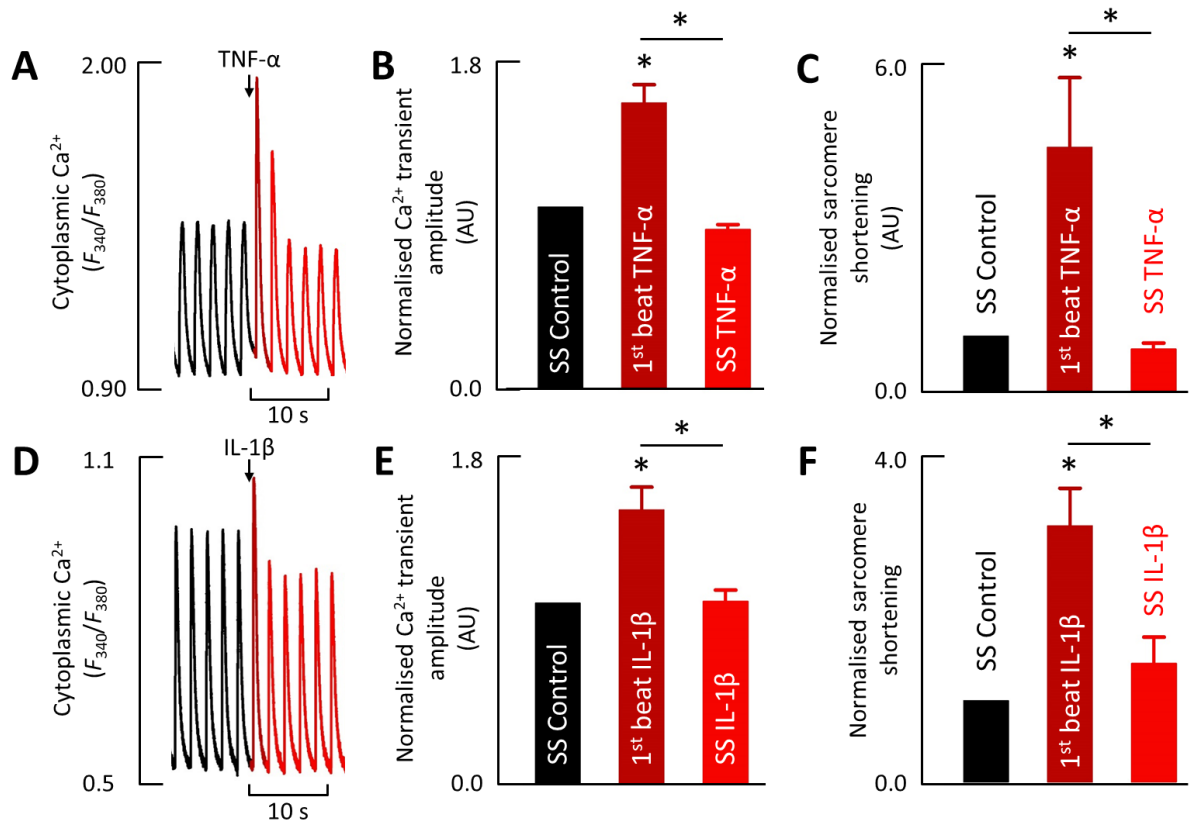 A
TNF-α
2.00
Cytoplasmic Ca²⁺
(F₃₄₀/F₃₈₀)
0.90
10 s
B
*
*
1.8
Normalised Ca²⁺ transient
amplitude
(AU)
0.0
SS Control
1ˢᵗ beat TNF-α
SS TNF-α
C
*
*
6.0
Normalised sarcomere
shortening
(AU)
0.0
SS Control
1ˢᵗ beat TNF-α
SS TNF-α
D
IL-1β
1.1
Cytoplasmic Ca²⁺
(F₃₄₀/F₃₈₀)
0.5
10 s
E
*
*
1.8
Normalised Ca²⁺ transient
amplitude
(AU)
0.0
SS Control
1ˢᵗ beat IL-1β
SS IL-1β
F
*
*
4.0
Normalised sarcomere
shortening
0.0
SS Control
1ˢᵗ beat IL-1β
SS IL-1β